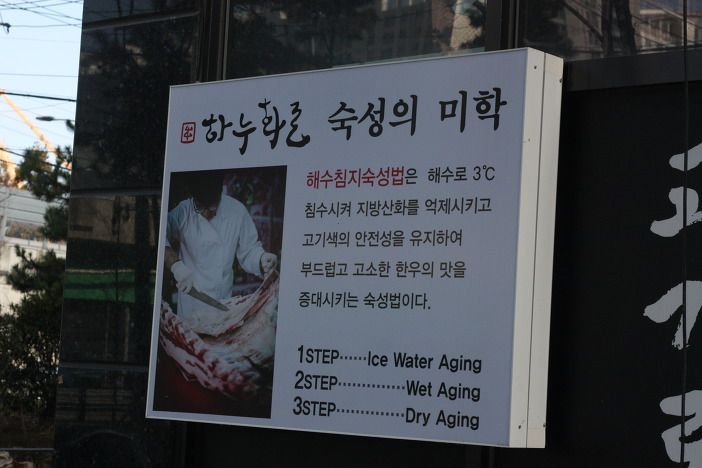 하누화로 숙성의 미학
해수침지숙성법은 해수로 3℃
침수시켜 지방산화를 억제시키고
고기색의 안전성을 유지하여
부드럽고 고소한 한우의 맛을
증대시키는 숙성법이다.
1STEP······Ice Water Aging
2STEP·············Wet Aging
3STEP·············Dry Aging